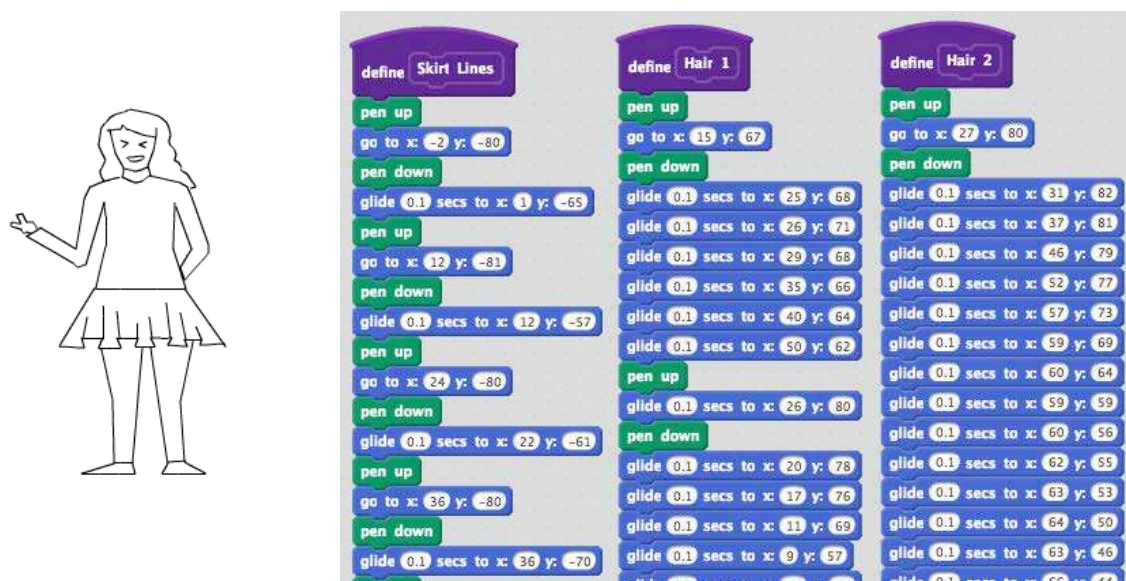 define Skirt Lines
pen up
go to x: -2 y: -80
pen down
glide 0.1 secs to x: 1 y: -65
pen up
go to x: 12 y: -81
pen down
glide 0.1 secs to x: 12 y: -57
pen up
go to x: 24 y: -80
pen down
glide 0.1 secs to x: 22 y: -61
pen up
go to x: 36 y: -80
pen down
glide 0.1 secs to x: 36 y: -70
define Hair 1
pen up
go to x: 15 y: 67
pen down
glide 0.1 secs to x: 25 y: 68
glide 0.1 secs to x: 26 y: 71
glide 0.1 secs to x: 29 y: 68
glide 0.1 secs to x: 35 y: 66
glide 0.1 secs to x: 40 y: 64
glide 0.1 secs to x: 50 y: 62
pen up
glide 0.1 secs to x: 26 y: 80
pen down
glide 0.1 secs to x: 20 y: 78
glide 0.1 secs to x: 17 y: 76
glide 0.1 secs to x: 11 y: 69
glide 0.1 secs to x: 9 y: 57
define Hair 2
pen up
go to x: 27 y: 80
pen down
glide 0.1 secs to x: 31 y: 82
glide 0.1 secs to x: 37 y: 81
glide 0.1 secs to x: 46 y: 79
glide 0.1 secs to x: 52 y: 77
glide 0.1 secs to x: 57 y: 73
glide 0.1 secs to x: 59 y: 69
glide 0.1 secs to x: 60 y: 64
glide 0.1 secs to x: 59 y: 59
glide 0.1 secs to x: 60 y: 56
glide 0.1 secs to x: 62 y: 55
glide 0.1 secs to x: 63 y: 53
glide 0.1 secs to x: 64 y: 50
glide 0.1 secs to x: 63 y: 46